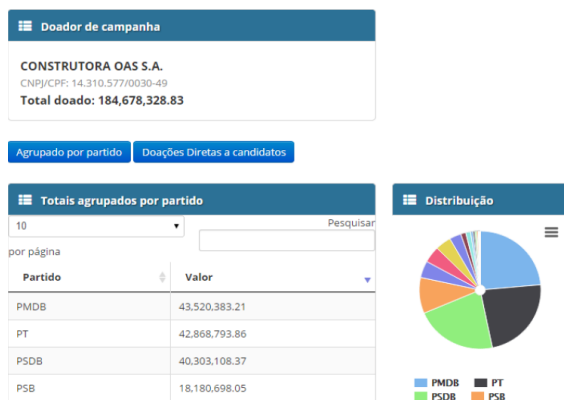 Doador de campanha
CONSTRUTORA OAS S.A.
CNPJ/CPF: 14.310.577/0030-49
Total doado: 184,678,328.83
Agrupado por partido
Doações Diretas a candidatos
Totais agrupados por partido
10
Pesquisar
por página
Partido Valor
PMDB 43,520,383.21
PT 42,868,793.86
PSDB 40,303,108.37
PSB 18,180,698.05
Distribuição
PMDB PT
PSDB PSB